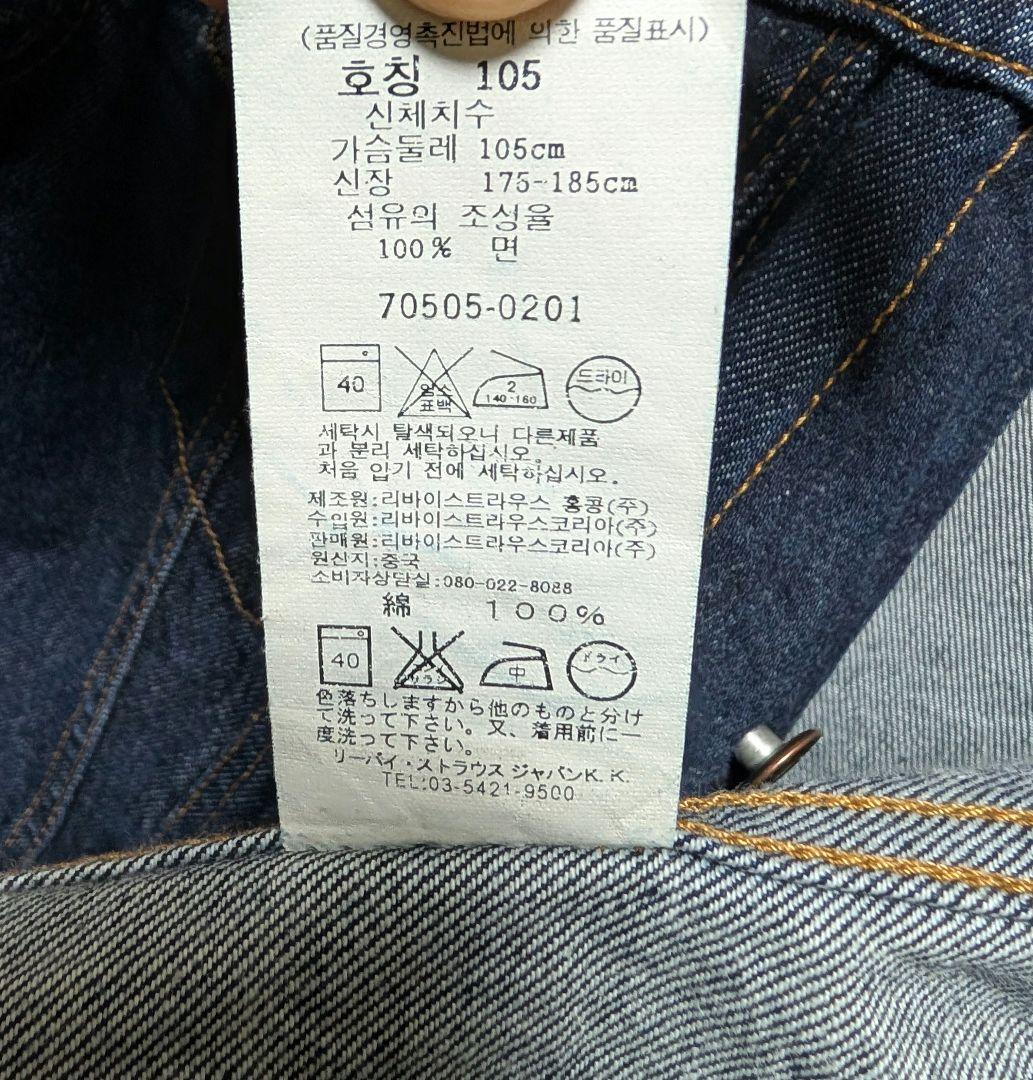 (품질경영촉진법에 의한 품질표시)
호칭 105
신체치수
가슴둘레 105cm
신장 175-185cm
섬유의 조성율
100% 면
70505-0201
40 염소 표백 2 140-160 드라이
세탁시 탈색되오니 다른제품
과 분리 세탁하십시오.
처음 입기 전에 세탁하십시오.
제조원:리바이스트라우스 홍콩(주)
수입원:리바이스트라우스코리아(주)
판매원:리바이스트라우스코리아(주)
원산지:중국
소비자상담실:080-022-8088
綿 100%
40 中 ドライ
色落ちしますから他のものと分け
て洗って下さい。又、着用前に一
度洗って下さい。
リーバイ・ストラウス ジャパンK.K.
TEL:03-5421-9500